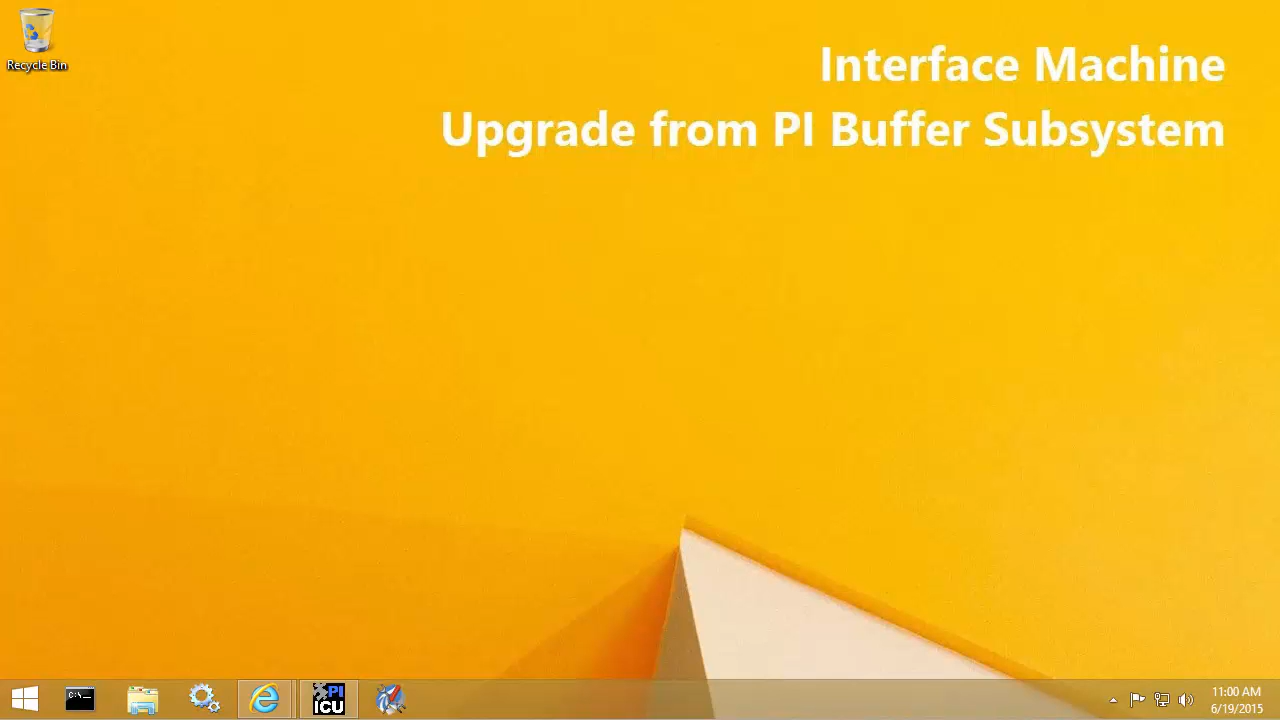 Recycle Bin
Interface Machine
Upgrade from PI Buffer Subsystem
C:\._
PI
ICU
11:00 AM
6/19/2015